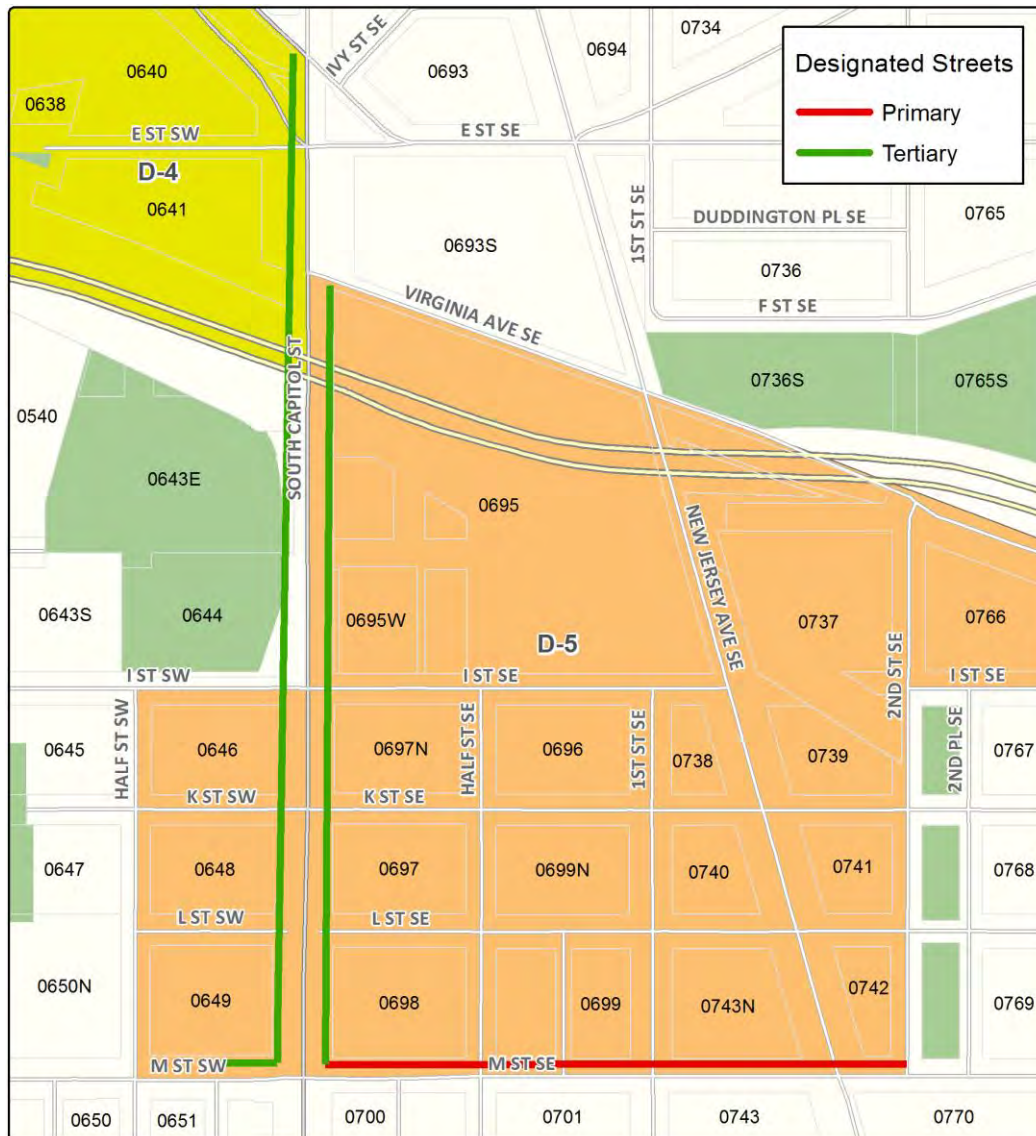 0734
IVY ST SE
0694
0640
0693
Designated Streets
Primary
Tertiary
0638
E ST SW
E ST SE
D-4
0641
1ST ST SE
DUDDINGTON PL SE
0765
0693S
0736
VIRGINIA AVE SE
F ST SE
SOUTH CAPITOL ST
0736S
0765S
0540
0643E
0695
NEW JERSEY AVE SE
0643S
0644
0695W
0737
0766
D-5
2ND ST SE
I ST SW
I ST SE
I ST SE
HALF ST SW
HALF ST SE
1ST ST SE
2ND PL SE
0645
0646
0697N
0696
0738
0739
0767
K ST SW
K ST SE
0647
0648
0697
0699N
0740
0741
0768
L ST SW
L ST SE
0650N
0649
0698
0699
0743N
0742
0769
M ST SW
M ST SE
0650
0651
0700
0701
0743
0770